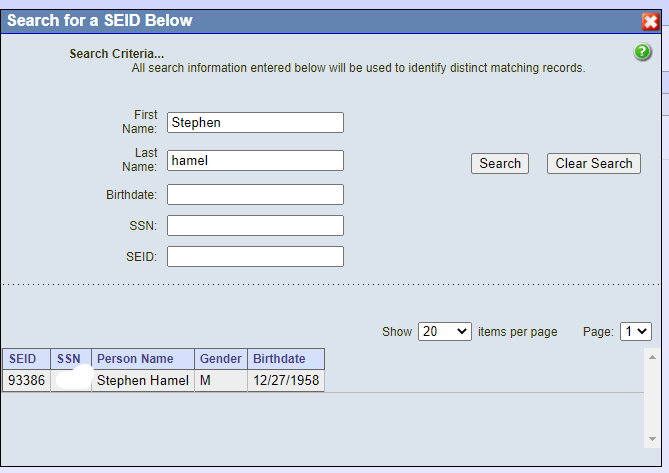 Search for a SEID Below
Search Criteria...
All search information entered below will be used to identify distinct matching records.
First Name: Stephen
Last Name: hamel
Search Clear Search
Birthdate:
SSN:
SEID:
Show 20 items per page Page: 1
SEID SSN Person Name Gender Birthdate
93386 Stephen Hamel M 12/27/1958